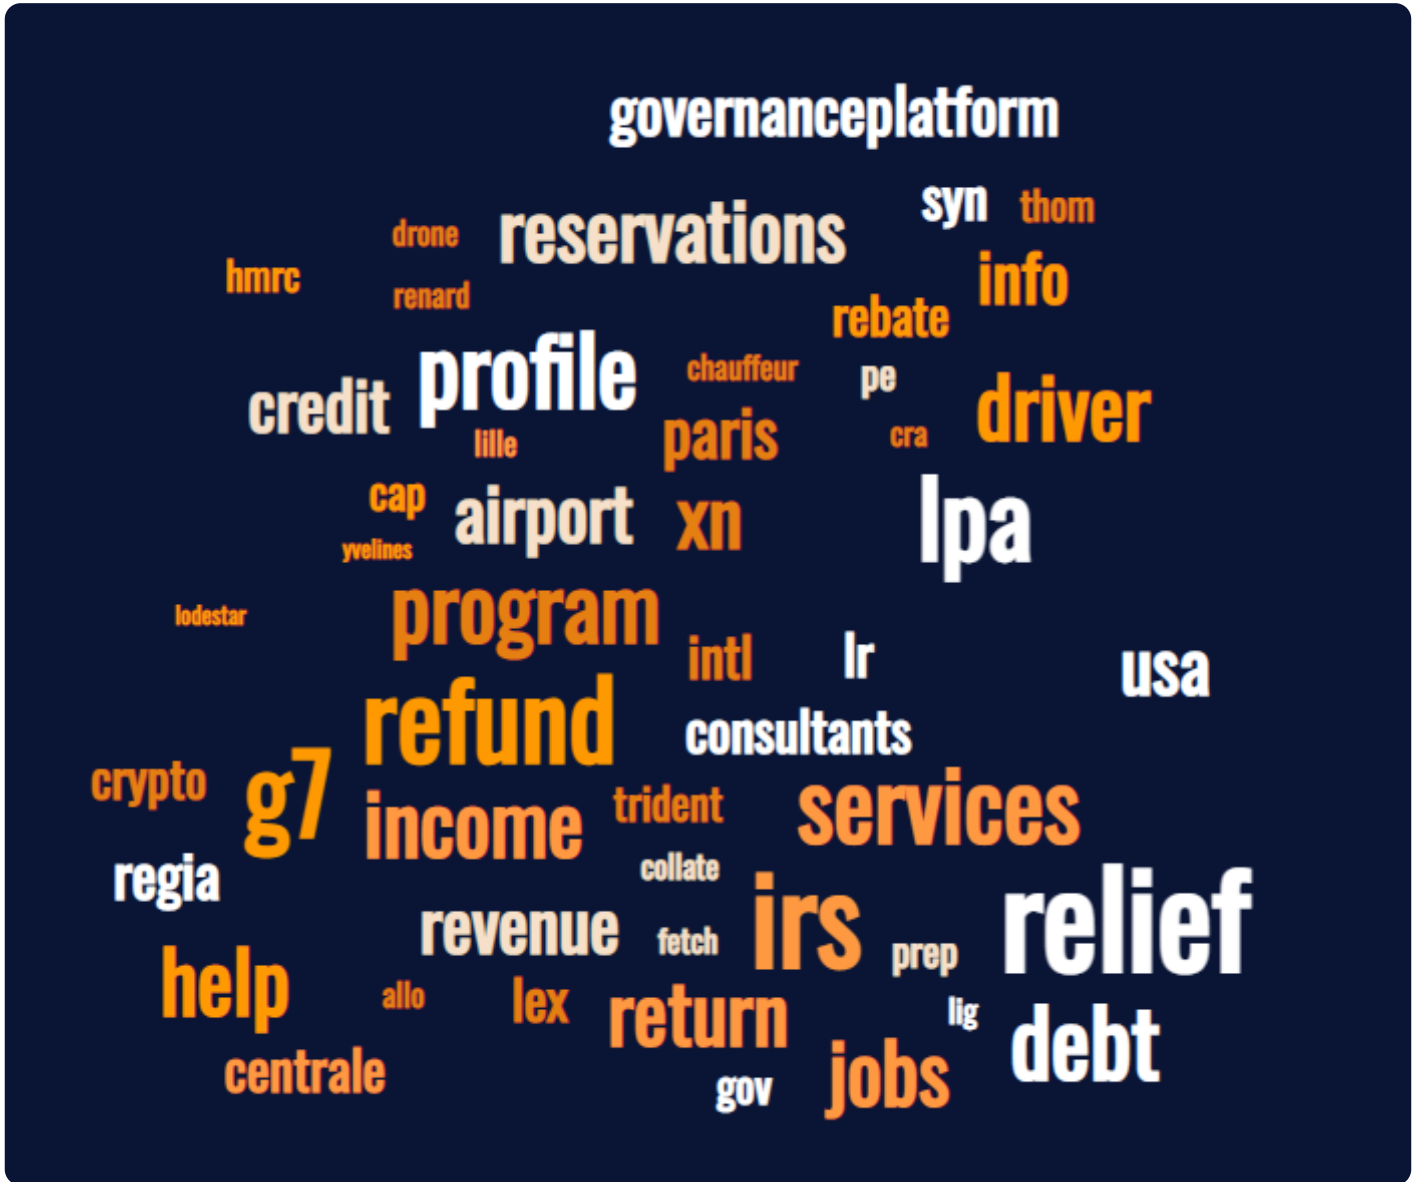 governanceplatform
syn thom
drone reservations
hmrc renard info
rebate
profile chauffeur pe
credit driver
lille paris cra
cap airport xn lpa
yvelines
lodestar program
intl lr usa
refund consultants
crypto g7 income trident services
regia collate
revenue fetch irs prep relief
help allo lex return lig debt
centrale gov jobs